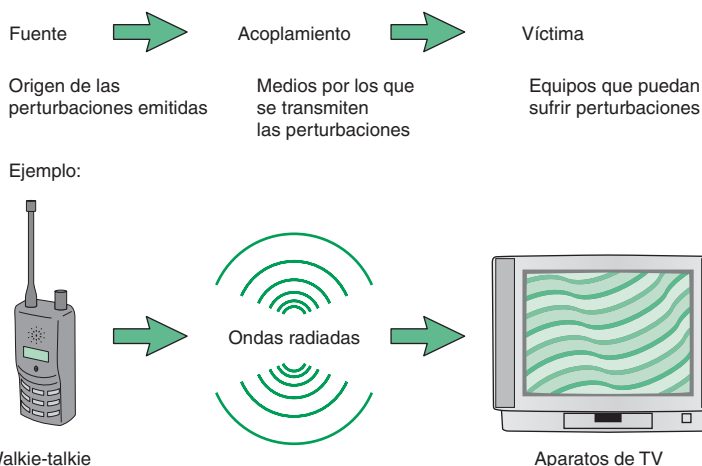 Fuente
Acoplamiento
Víctima
Origen de las
perturbaciones emitidas
Medios por los que
se transmiten
las perturbaciones
Equipos que puedan
sufrir perturbaciones
Ejemplo:
Ondas radiadas
Walkie-talkie
Aparatos de TV